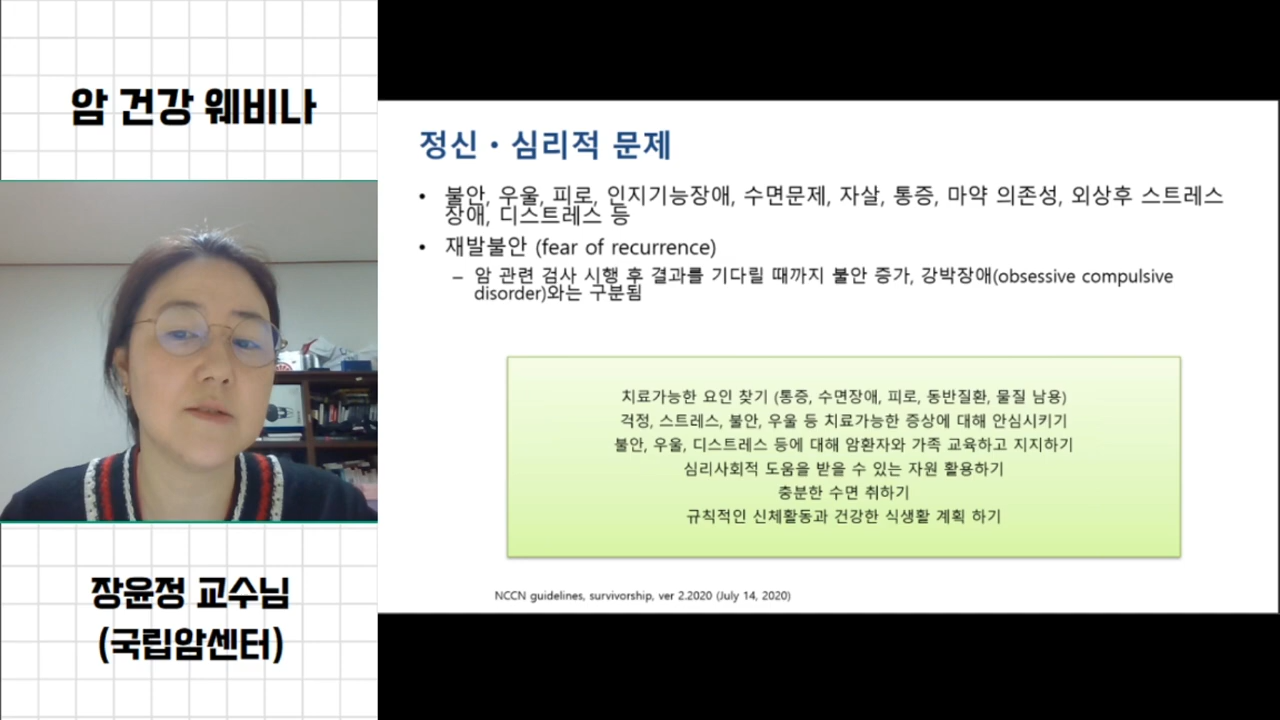 암 건강 웨비나
장윤정 교수님
(국립암센터)
정신・심리적 문제
• 불안, 우울, 피로, 인지기능장애, 수면문제, 자살, 통증, 마약 의존성, 외상후 스트레스
장애, 디스트레스 등
• 재발불안 (fear of recurrence)
– 암 관련 검사 시행 후 결과를 기다릴 때까지 불안 증가, 강박장애(obsessive compulsive
disorder)와는 구분됨
치료가능한 요인 찾기 (통증, 수면장애, 피로, 동반질환, 물질 남용)
걱정, 스트레스, 불안, 우울 등 치료가능한 증상에 대해 안심시키기
불안, 우울, 디스트레스 등에 대해 암환자와 가족 교육하고 지지하기
심리사회적 도움을 받을 수 있는 자원 활용하기
충분한 수면 취하기
규칙적인 신체활동과 건강한 식생활 계획 하기
NCCN guidelines, survivorship, ver 2.2020 (July 14, 2020)